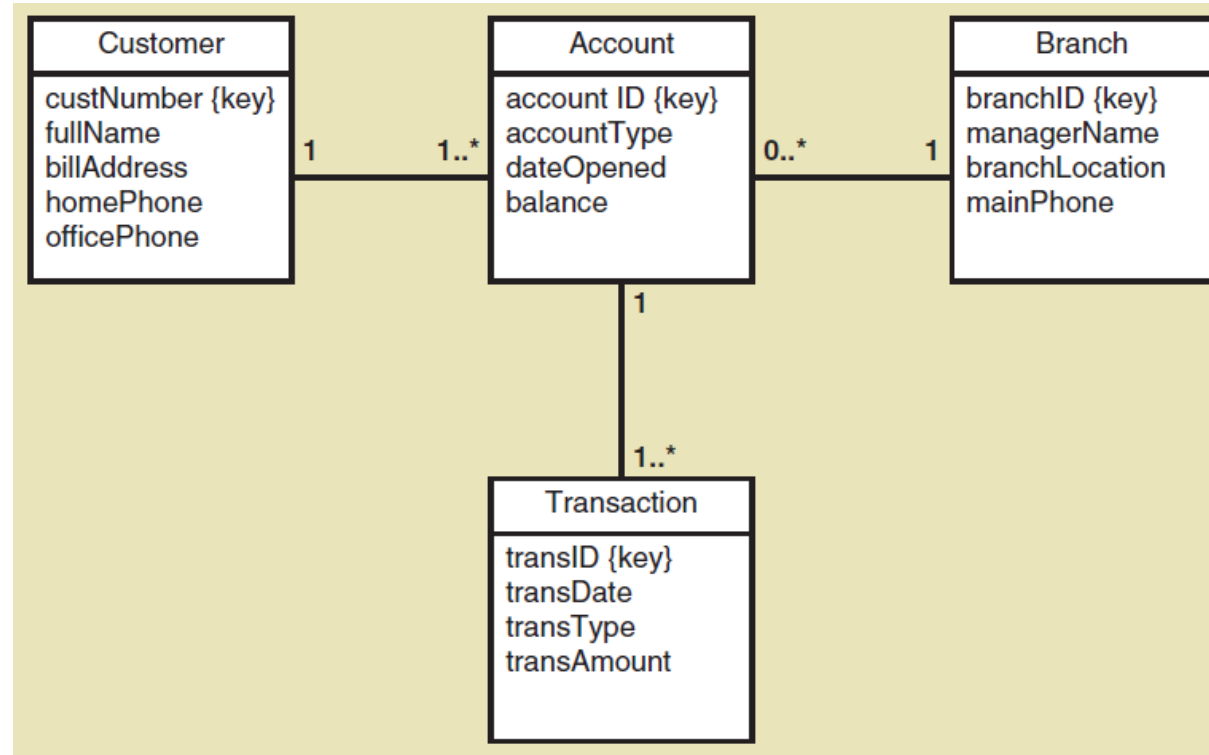 Customer
custNumber {key}
fullName
billAddress
homePhone
officePhone
1
1..*
Account
account ID {key}
accountType
dateOpened
balance
0..*
1
Branch
branchID {key}
managerName
branchLocation
mainPhone
1
1..*
Transaction
transID {key}
transDate
transType
transAmount